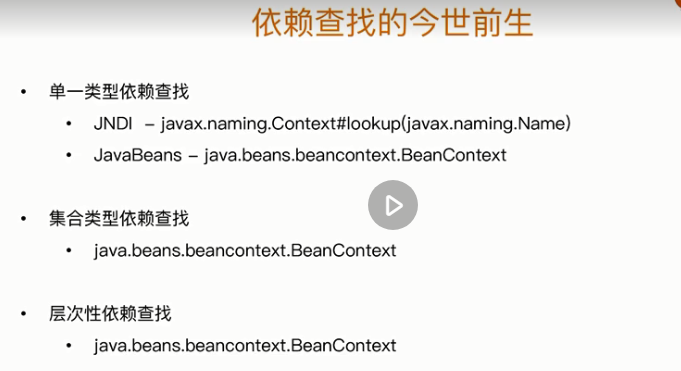 依赖查找的今世前生
• 单一类型依赖查找
• JNDI – javax.naming.Context#lookup(javax.naming.Name)
• JavaBeans – java.beans.beancontext.BeanContext
• 集合类型依赖查找
• java.beans.beancontext.BeanContext
• 层次性依赖查找
• java.beans.beancontext.BeanContext